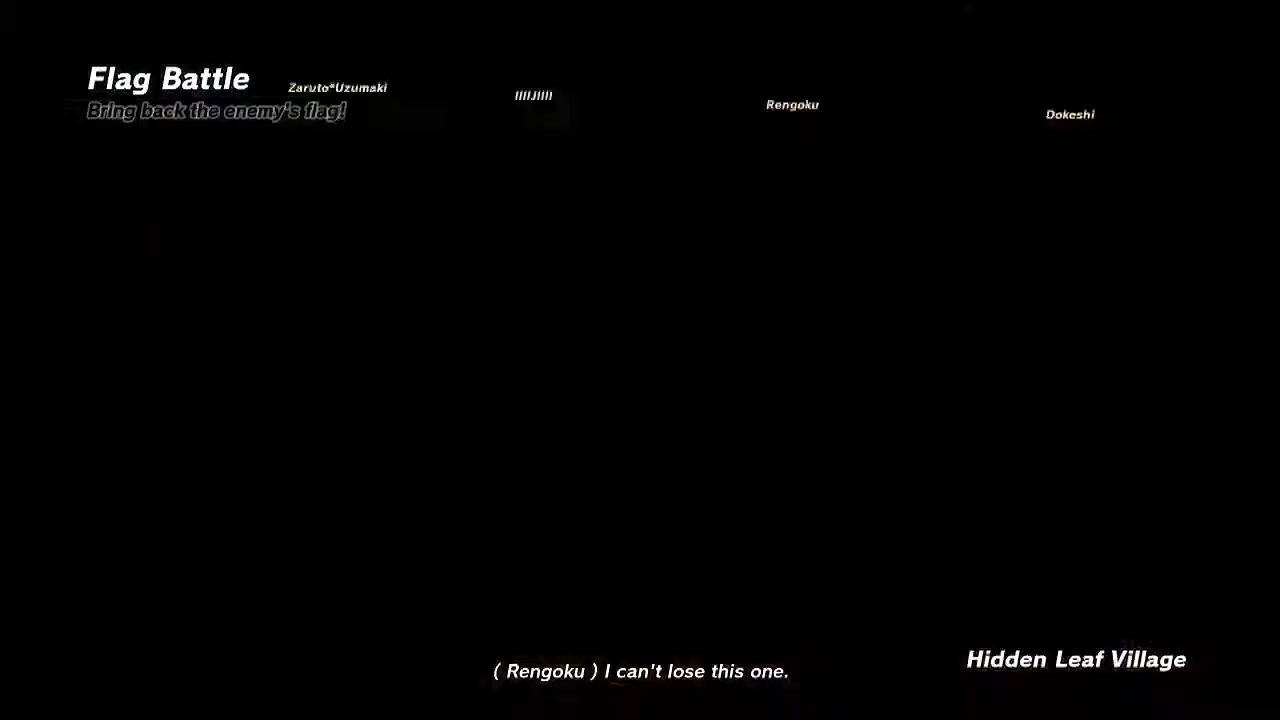 Flag Battle
Bring back the enemy's flag!
Zaruto*Uzumaki
IIIIJIIII
Rengoku
Dokeshi
Hidden Leaf Village
( Rengoku ) I can't lose this one.